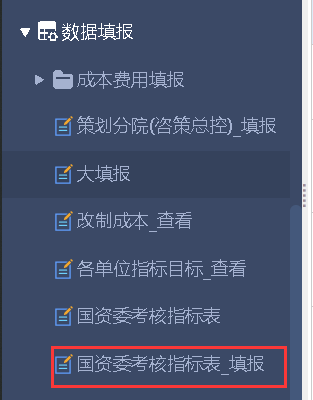 数据填报
成本费用填报
策划分院(咨策总控)_填报
大填报
改制成本_查看
各单位指标目标_查看
国资委考核指标表
国资委考核指标表_填报